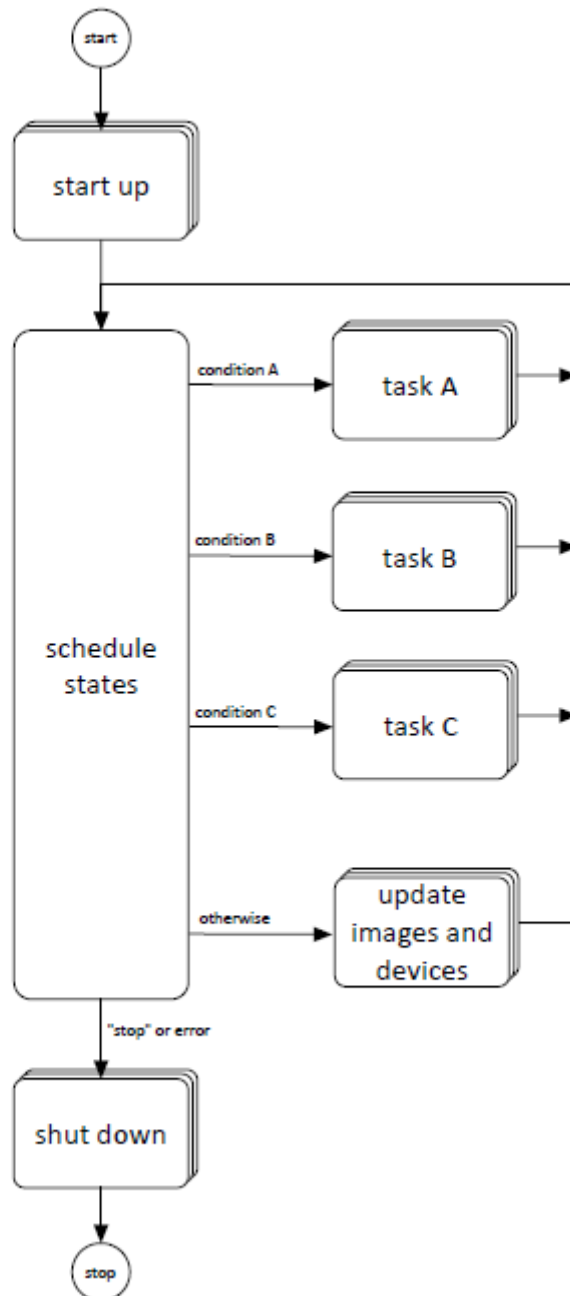 start
start up
condition A
task A
condition B
task B
schedule
states
condition C
task C
otherwise
update
images and
devices
"stop" or error
shut down
stop